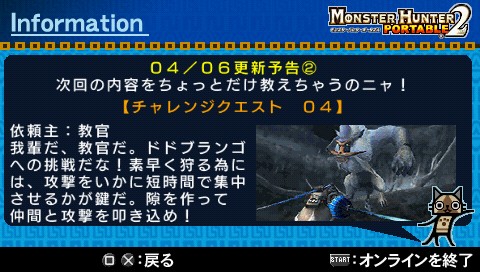 Information
MONSTER HUNTER
PORTABLE 2
04/06更新予告②
次回の内容をちょっとだけ教えちゃうのニャ！
【チャレンジクエスト 04】
依頼主：教官
我輩だ、教官だ。ドドブランゴ
への挑戦だな！素早く狩る為に
は、攻撃をいかに短時間で集中
させるかが鍵だ。隙を作って
仲間と攻撃を叩き込め！
:戻る
START:オンラインを終了